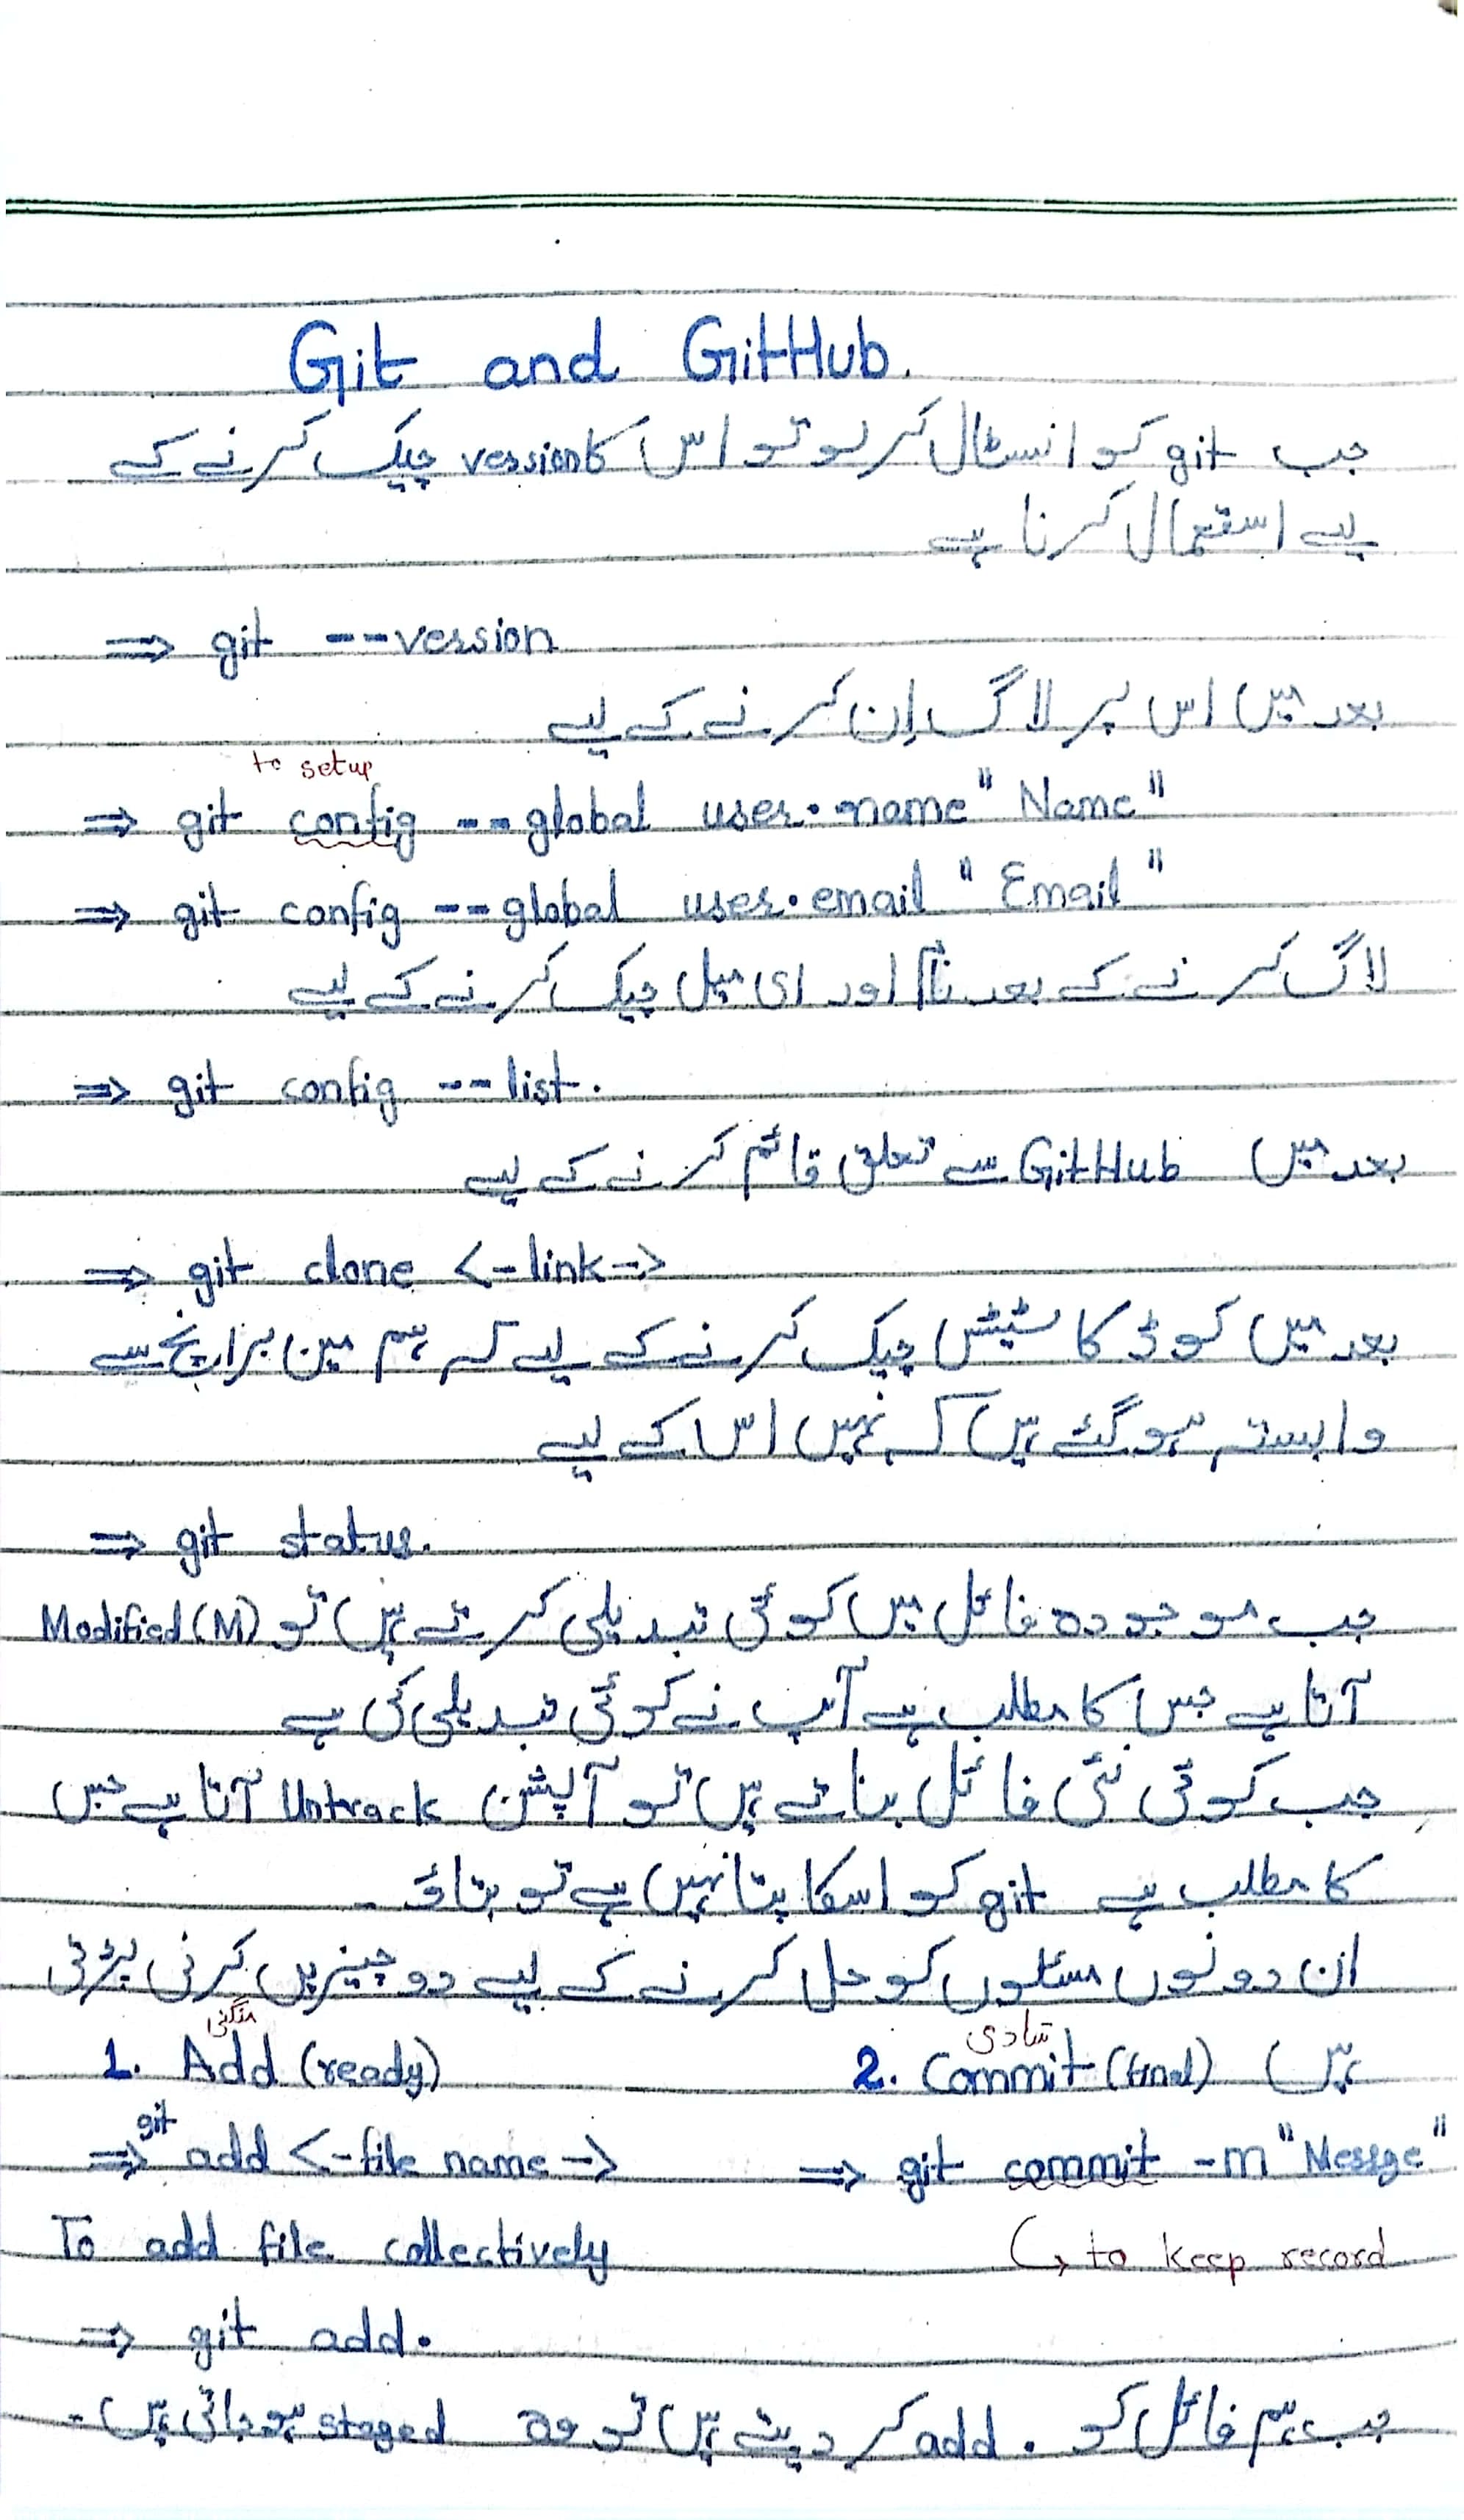 Git and GitHub.
جب git کو انسٹال کرلو تو اس کا version چیک کرنے کے
لیے استعمال کرنا ہے
⇒ git --version
بعد میں اس پر لاگ اِن کرنے کے لیے
to setup
⇒ git config --global user.name "Name"
⇒ git config --global user.email "Email"
لاگ کرنے کے بعد نام اور ای میل چیک کرنے کے لیے
⇒ git config --list.
بعد میں GitHub سے تعلق قائم کرنے کے لیے
⇒ git clone <-link->
بعد میں کوڈ کا سٹیٹس چیک کرنے کے لیے کہ ہم مین برانچ سے
وابستہ ہوگئے ہیں کہ نہیں اس کے لیے
⇒ git status.
جب موجودہ فائل میں کوئی تبدیلی کرتے ہیں تو Modified (M)
آتا ہے جس کا مطلب ہے آپ نے کوئی تبدیلی کی ہے
جب کوئی نئی فائل بناتے ہیں تو آپشن Untrack آتا ہے جس
کا مطلب ہے git کو اسکا پتا نہیں ہے تو بتاؤ۔
ان دونوں مسئلوں کو حل کرنے کے لیے دو چیزیں کرنی پڑتی
منگنی شادی
1. Add (ready) 2. Commit (final) ہیں
⇒ git add <-file name-> ⇒ git commit -m "Messge"
To add file collectively ↳ to keep record
⇒ git add.
جب ہم فائل کو . add کر دیتے ہیں تو وہ staged ہو جاتی ہیں۔